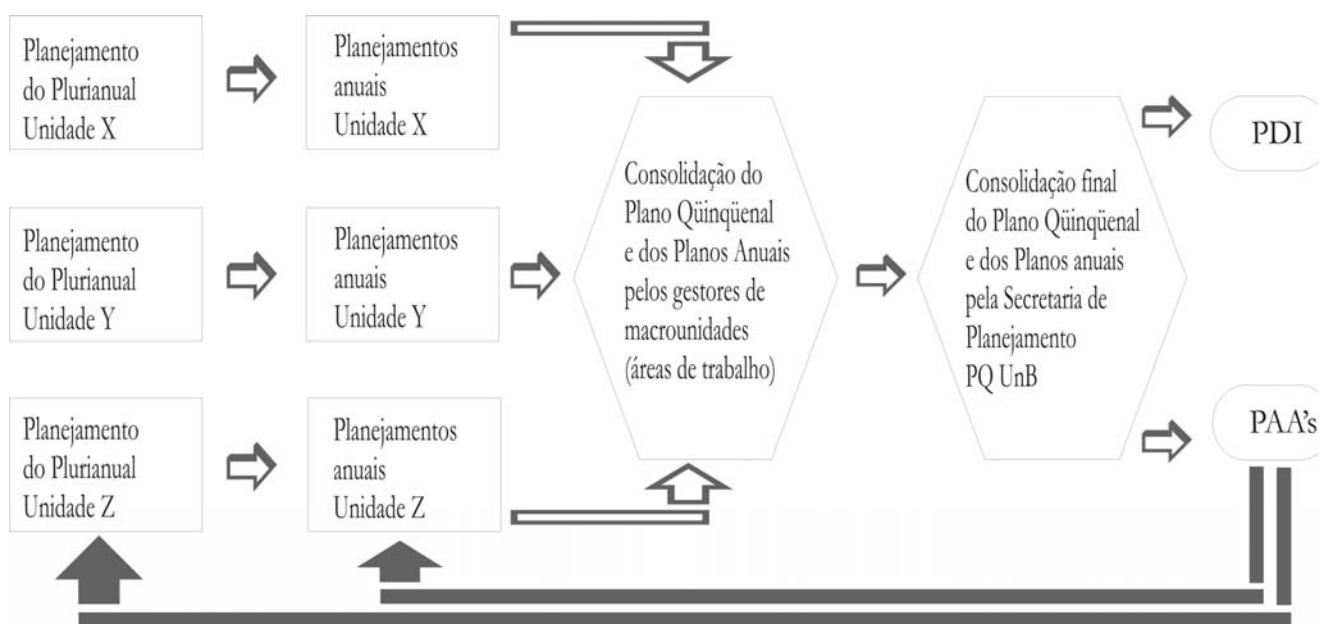 Planejamento
do Plurianual
Unidade X
Planejamentos
anuais
Unidade X
Planejamento
do Plurianual
Unidade Y
Planejamentos
anuais
Unidade Y
Planejamento
do Plurianual
Unidade Z
Planejamentos
anuais
Unidade Z
Consolidação do
Plano Qüinqüenal
e dos Planos Anuais
pelos gestores de
macrounidades
(áreas de trabalho)
Consolidação final
do Plano Qüinqüenal
e dos Planos anuais
pela Secretaria de
Planejamento
PQ UnB
PDI
PAA’s